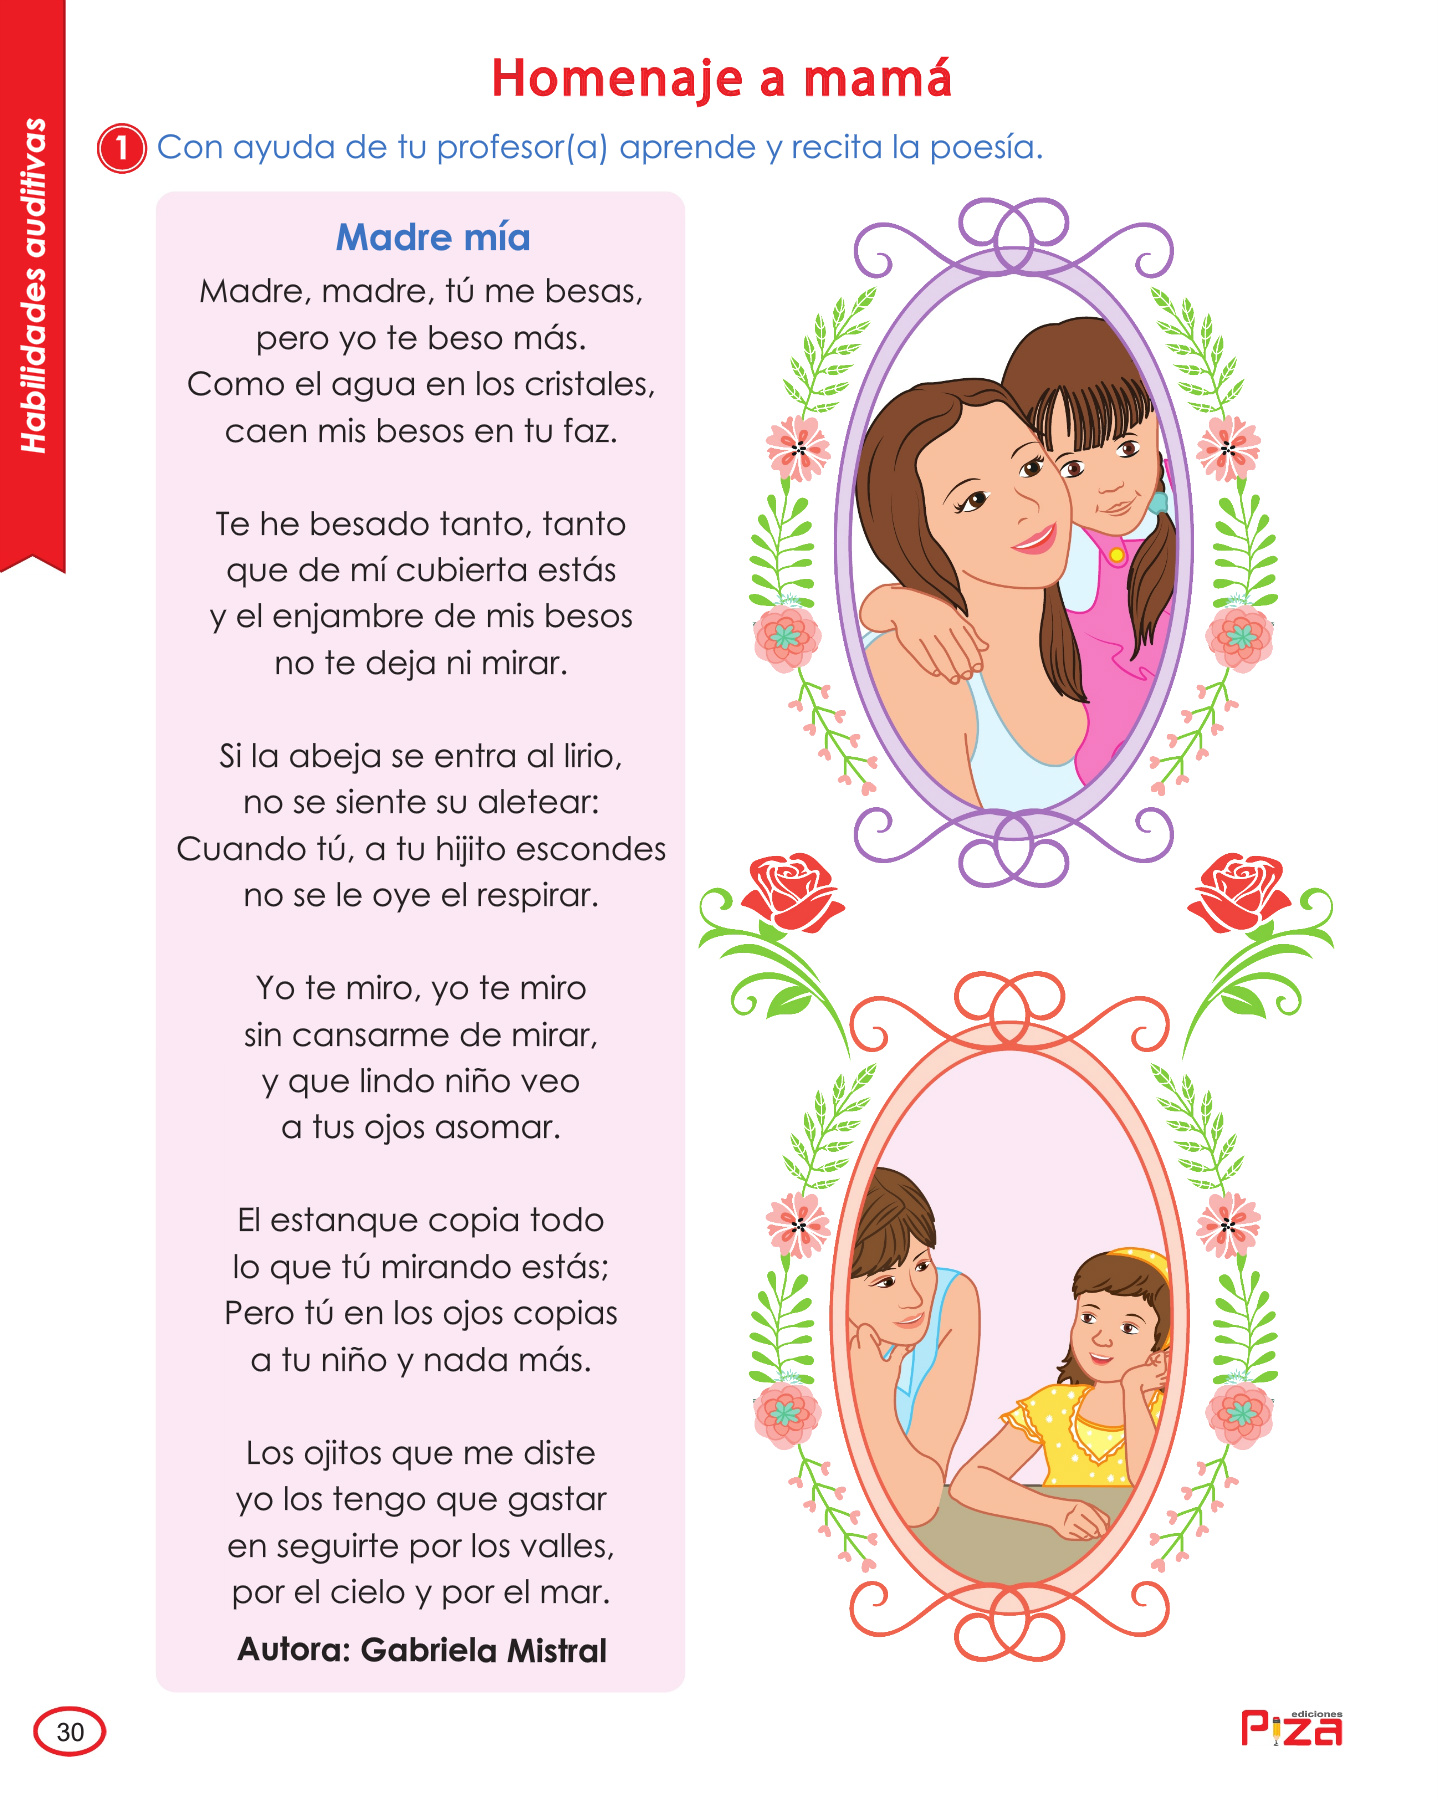 Habilidades auditivas
Homenaje a mamá
1 Con ayuda de tu profesor(a) aprende y recita la poesía.
Madre mía
Madre, madre, tú me besas,
pero yo te beso más.
Como el agua en los cristales,
caen mis besos en tu faz.
Te he besado tanto, tanto
que de mí cubierta estás
y el enjambre de mis besos
no te deja ni mirar.
Si la abeja se entra al lirio,
no se siente su aletear:
Cuando tú, a tu hijito escondes
no se le oye el respirar.
Yo te miro, yo te miro
sin cansarme de mirar,
y que lindo niño veo
a tus ojos asomar.
El estanque copia todo
lo que tú mirando estás;
Pero tú en los ojos copias
a tu niño y nada más.
Los ojitos que me diste
yo los tengo que gastar
en seguirte por los valles,
por el cielo y por el mar.
Autora: Gabriela Mistral
30
ediciones
Piza